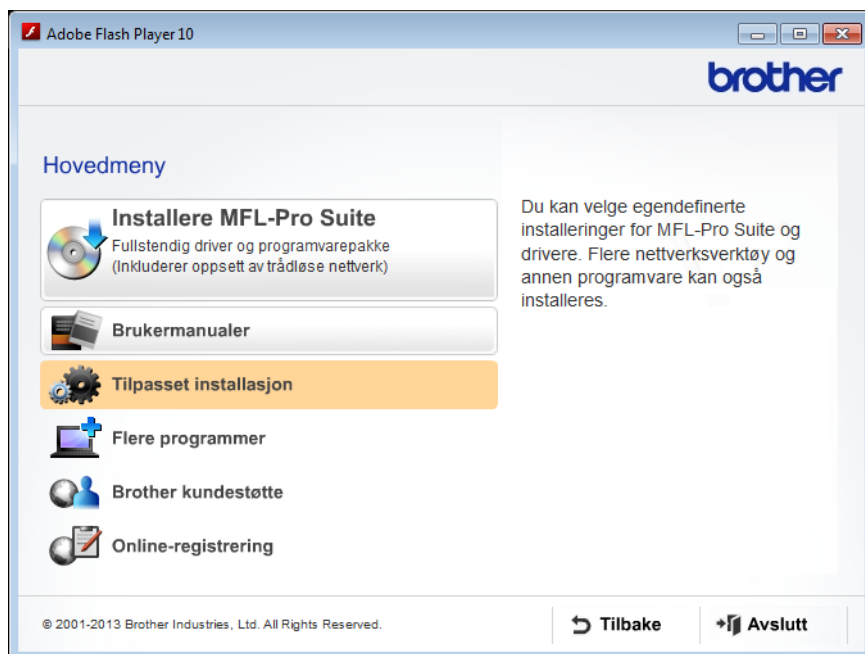 Adobe Flash Player 10
brother
Hovedmeny
Installere MFL-Pro Suite
Fullstendig driver og programvarepakke
(Inkluderer oppsett av trådløse nettverk)
Brukermanualer
Tilpasset installasjon
Flere programmer
Brother kundestøtte
Online-registrering
Du kan velge egendefinerte
installeringer for MFL-Pro Suite og
drivere. Flere nettverksverktøy og
annen programvare kan også
installeres.
© 2001-2013 Brother Industries, Ltd. All Rights Reserved.
Tilbake
Avslutt